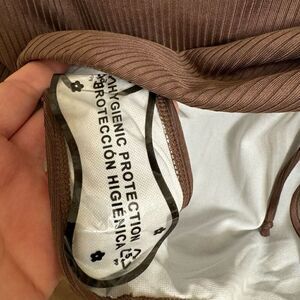 HYGIENIC PROTECTION
PROTECCIÓN HIGIÉNICA